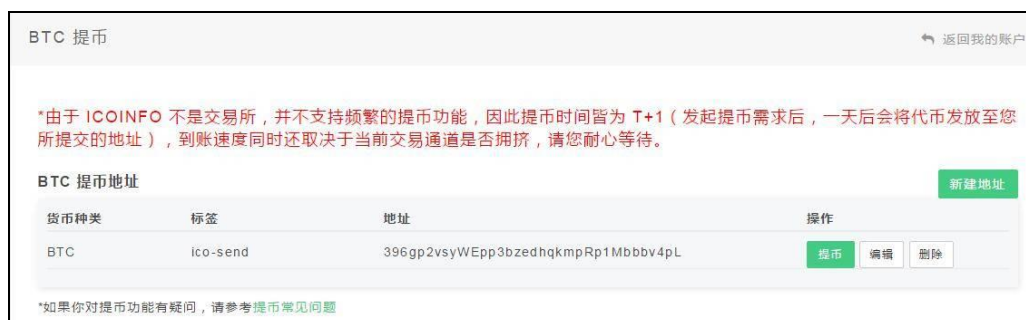 BTC 提币
返回我的账户
*由于 ICOINFO 不是交易所，并不支持频繁的提币功能，因此提币时间皆为 T+1（发起提币需求后，一天后会将代币发放至您
所提交的地址），到账速度同时还取决于当前交易通道是否拥挤，请您耐心等待。
BTC 提币地址
新建地址
货币种类 标签 地址 操作
BTC ico-send 396gp2vsyWEpp3bzedhqkmpRp1Mbbbv4pL 提币 编辑 删除
*如果你对提币功能有疑问，请参考提币常见问题